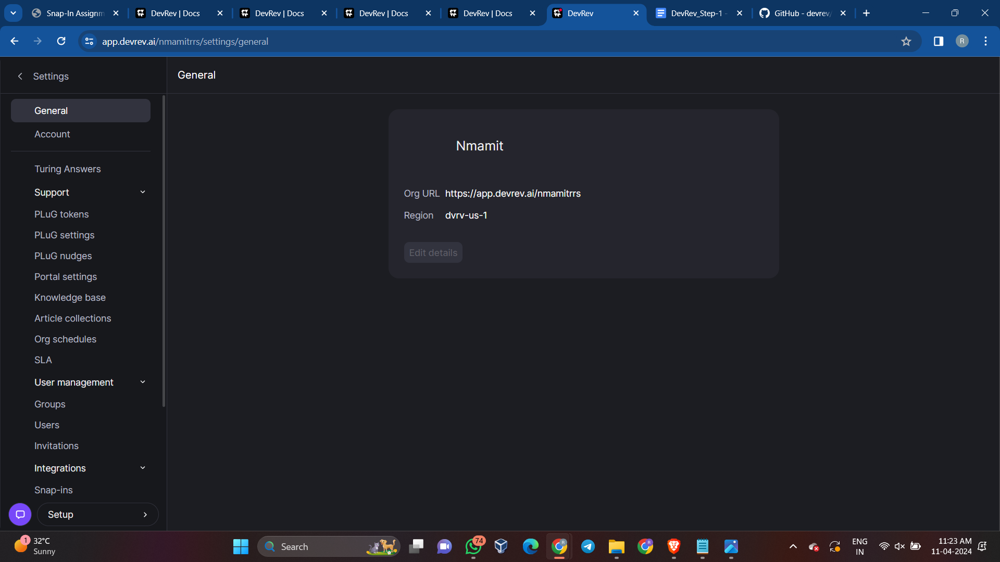 Snap-In Assignm
DevRev | Docs
DevRev | Docs
DevRev | Docs
DevRev | Docs
DevRev
DevRev_Step-1 -
GitHub - devrev/
app.devrev.ai/nmamitrrs/settings/general
R
Settings
General
General
Account
Turing Answers
Support
PLuG tokens
PLuG settings
PLuG nudges
Portal settings
Knowledge base
Article collections
Org schedules
SLA
User management
Groups
Users
Invitations
Integrations
Snap-ins
Setup
Nmamit
Org URL https://app.devrev.ai/nmamitrrs
Region dvrv-us-1
Edit details
1
32°C
Sunny
Search
74
R
R
ENG
IN
11:23 AM
11-04-2024